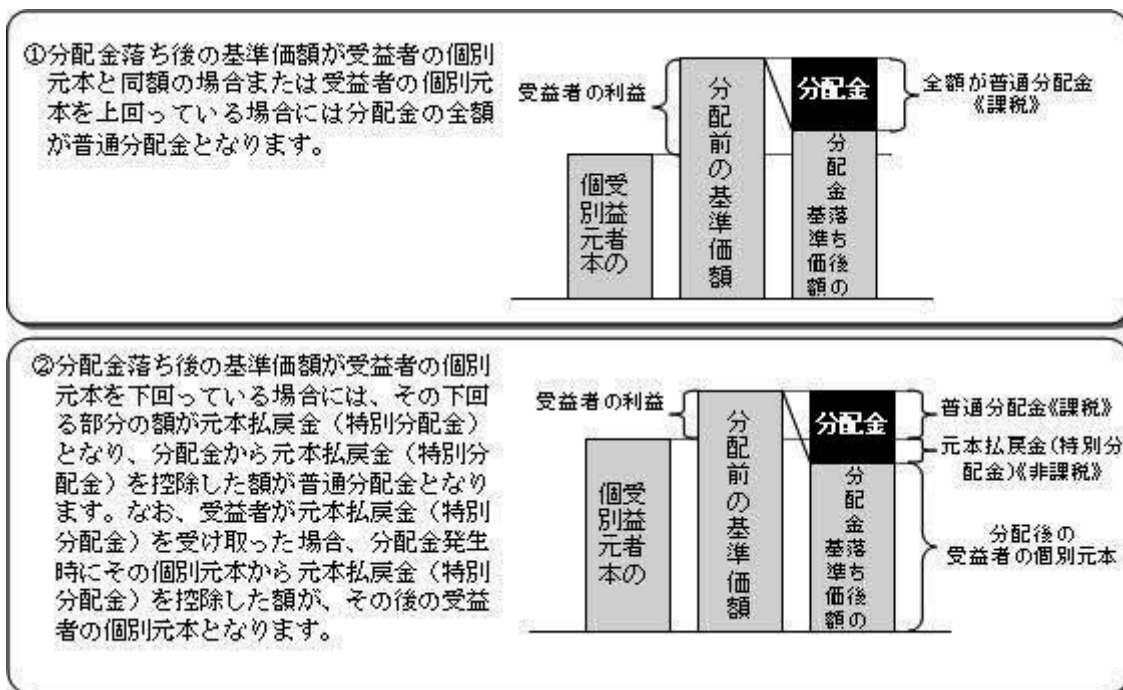 ①分配金落ち後の基準価額が受益者の個別
元本と同額の場合または受益者の個別元
本を上回っている場合には分配金の全額
が普通分配金となります。
受益者の利益
個別元本
受益者の
分配前の基準価額
分配金
分配金落ち後の
基準価額
全額が普通分配金
《課税》
②分配金落ち後の基準価額が受益者の個別
元本を下回っている場合には、その下回
る部分の額が元本払戻金（特別分配金）
となり、分配金から元本払戻金（特別分
配金）を控除した額が普通分配金となり
ます。なお、受益者が元本払戻金（特別
分配金）を受け取った場合、分配金発生
時にその個別元本から元本払戻金（特別
分配金）を控除した額が、その後の受益
者の個別元本となります。
受益者の利益
受益者の
個別元本
分配前の基準価額
分配金
分配金落ち後の
基準価額
普通分配金《課税》
元本払戻金(特別分
配金)《非課税》
分配後の
受益者の個別元本